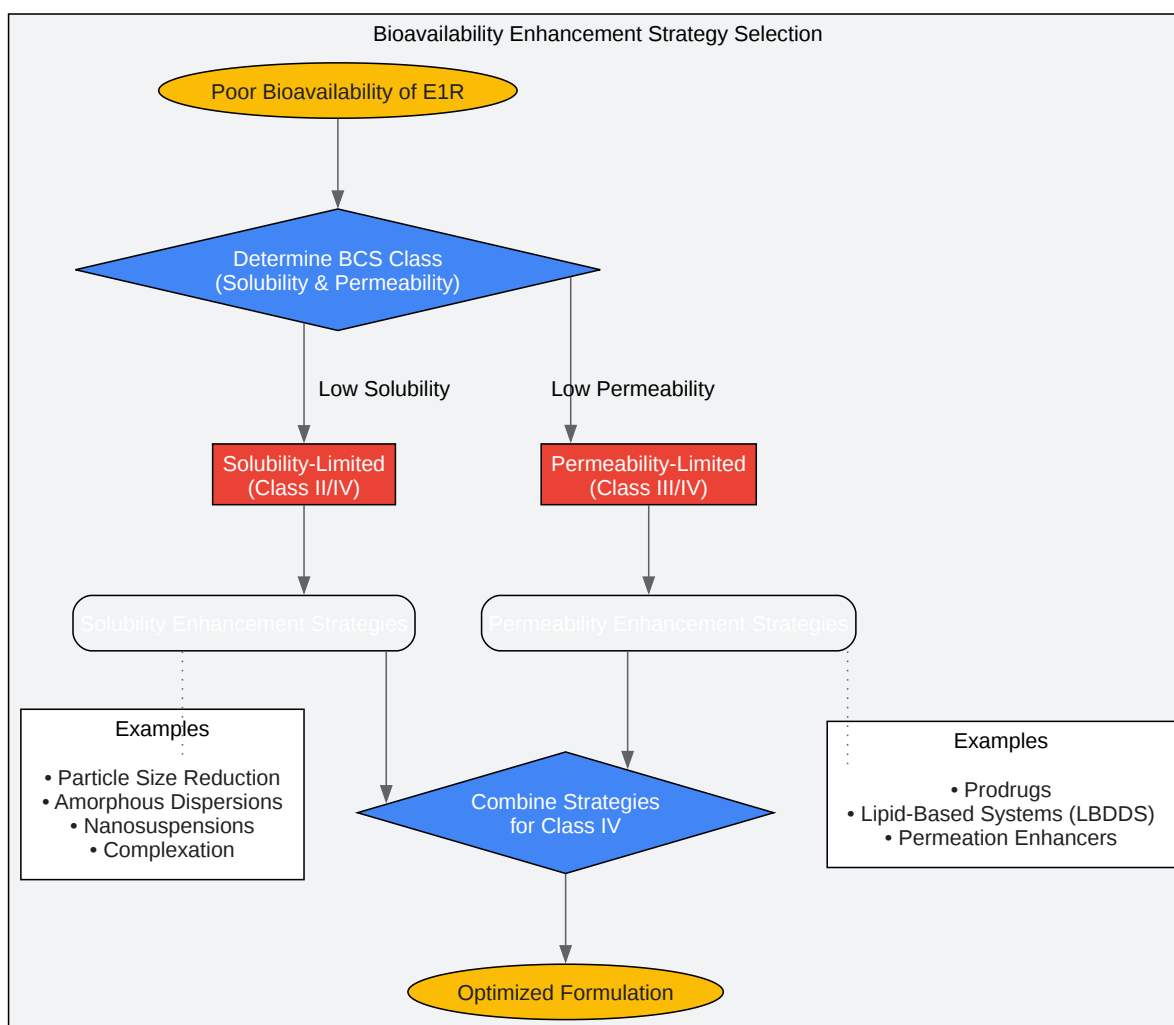 Bioavailability Enhancement Strategy Selection
Poor Bioavailability of E1R
Determine BCS Class
(Solubility & Permeability)
Low Solubility
Low Permeability
Solubility-Limited
(Class II/IV)
Permeability-Limited
(Class III/IV)
Solubility Enhancement Strategies
Permeability Enhancement Strategies
Examples
• Particle Size Reduction
• Amorphous Dispersions
• Nanosuspensions
• Complexation
Examples
• Prodrugs
• Lipid-Based Systems (LBDDS)
• Permeation Enhancers
Combine Strategies
for Class IV
Optimized Formulation